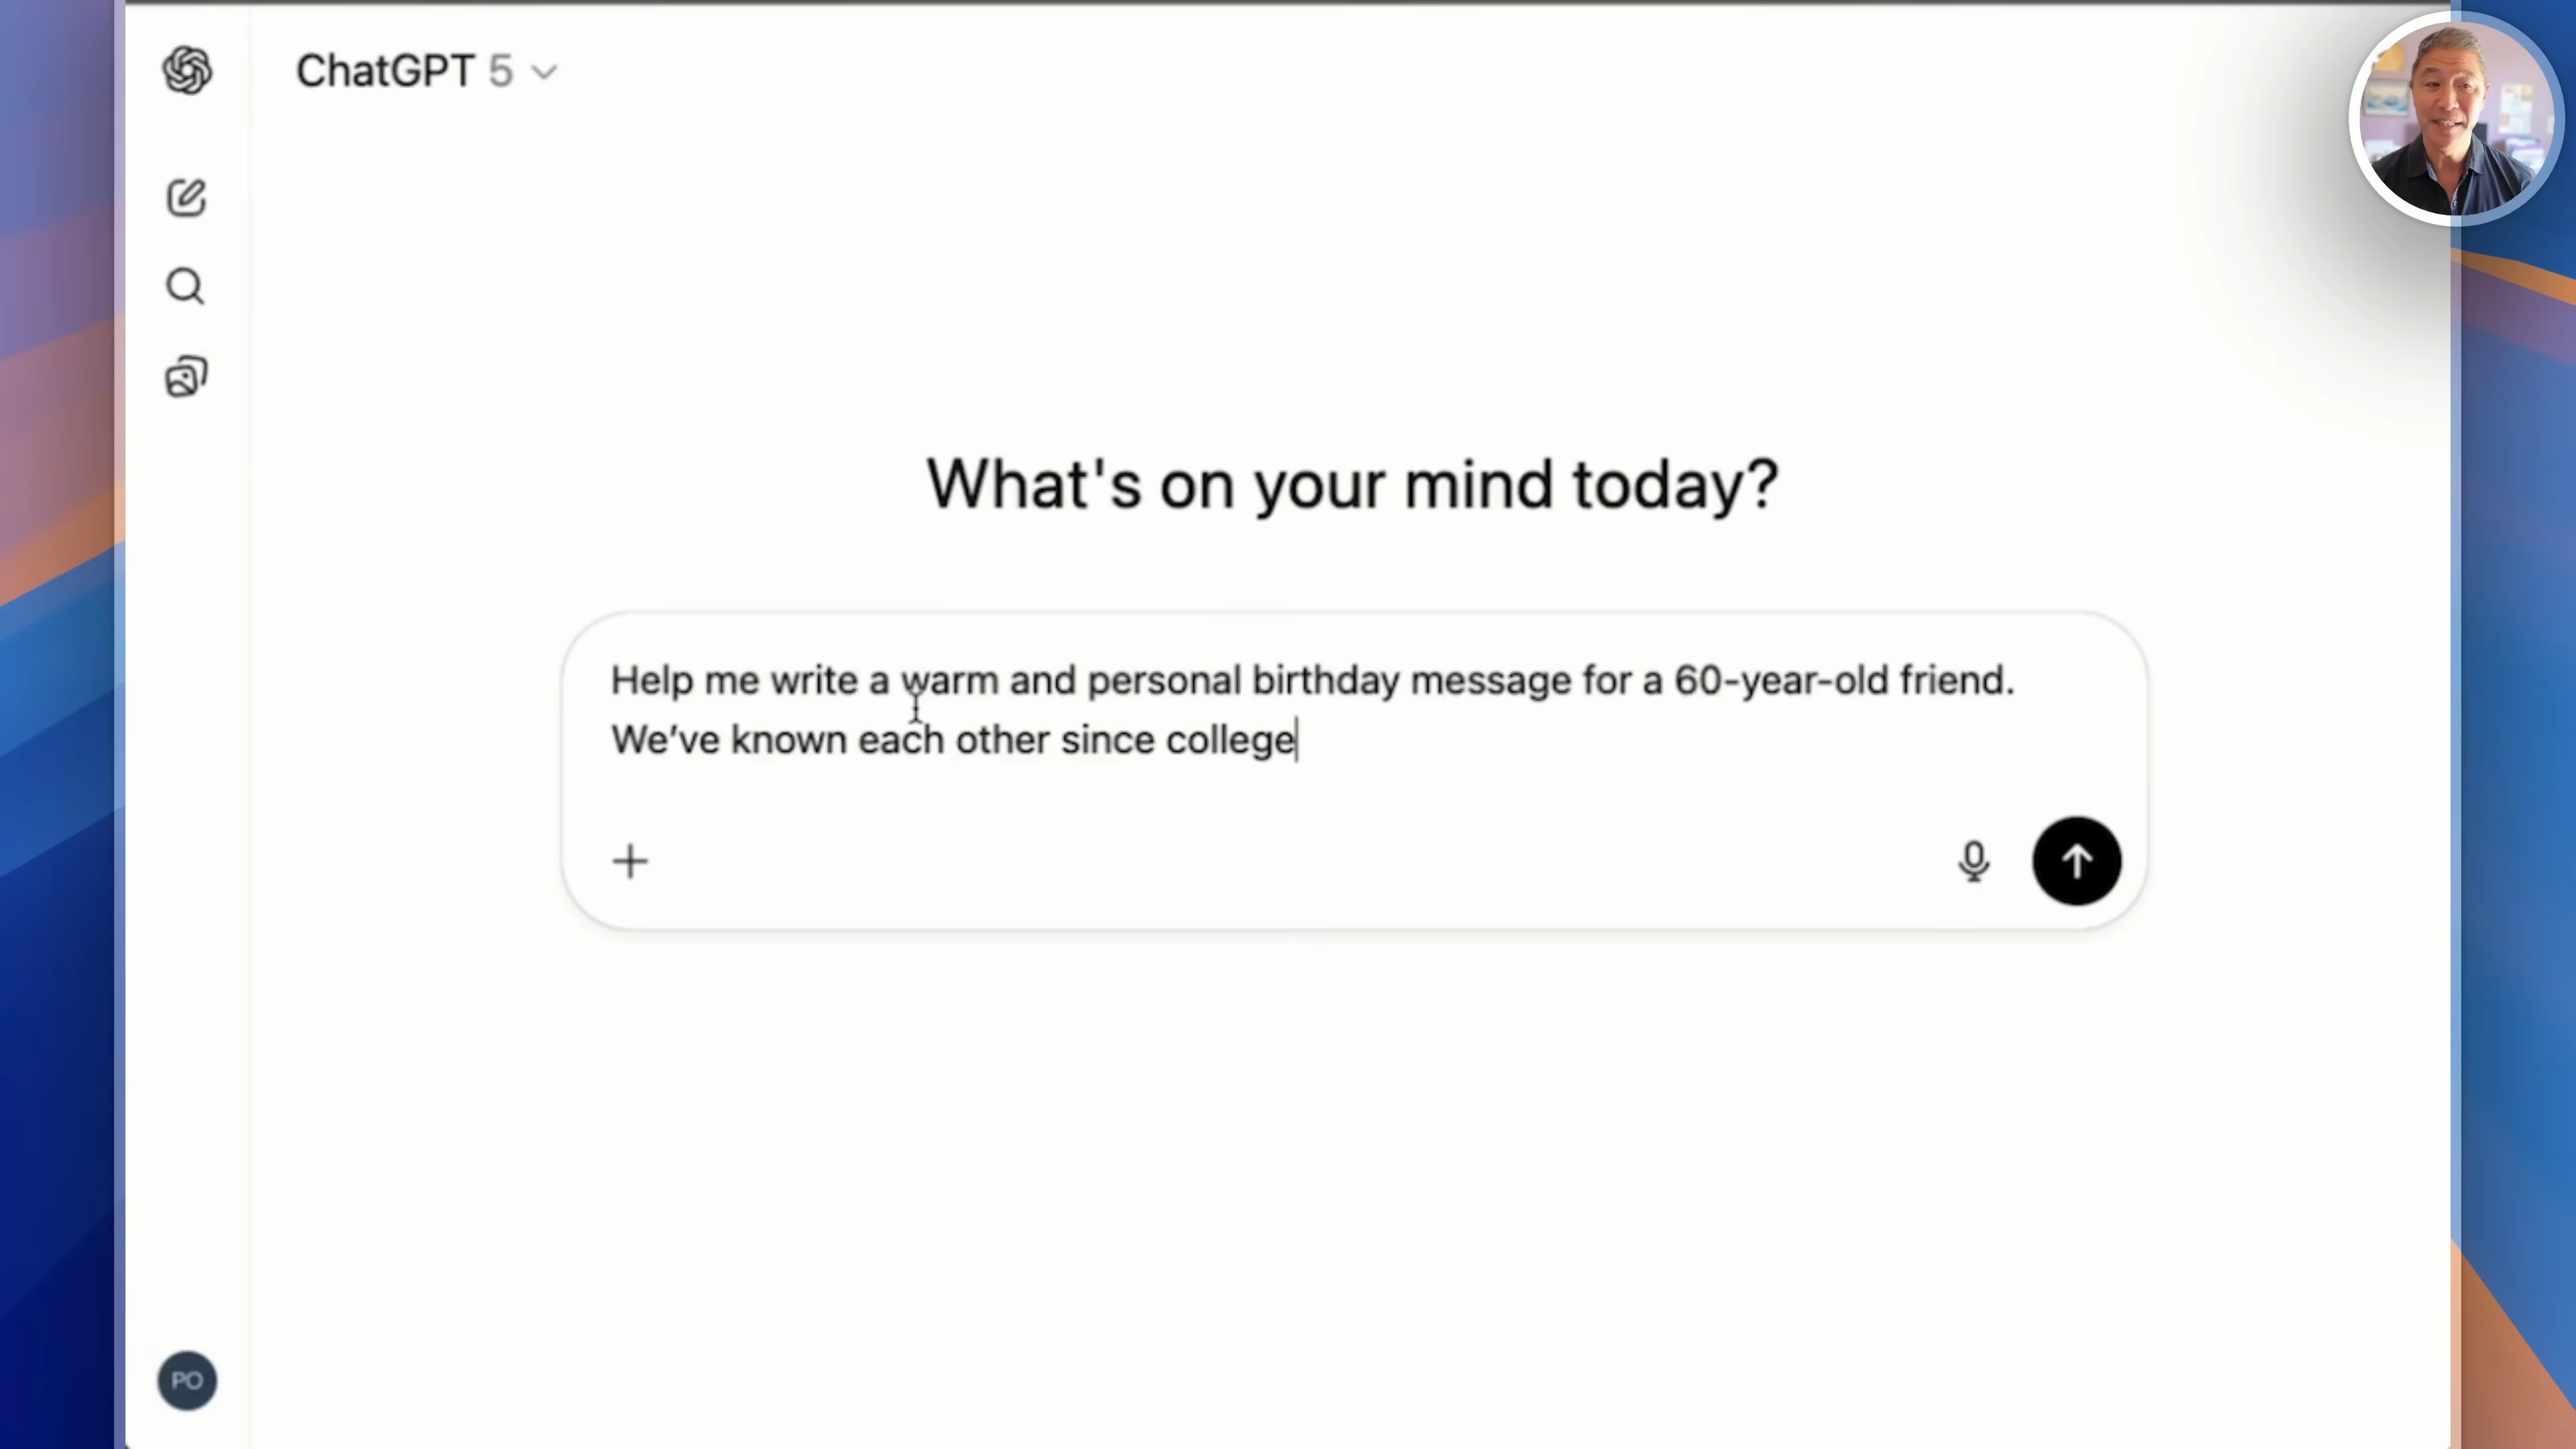 ChatGPT 5
What's on your mind today?
Help me write a warm and personal birthday message for a 60-year-old friend.
We’ve known each other since college
PO